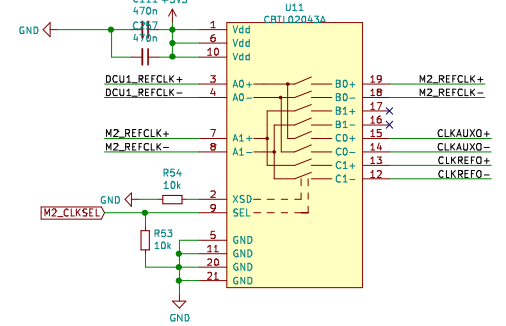 C111 +3V3
470n
C257
470n
GND
U11
CBTL02043A
1 Vdd
6 Vdd
10 Vdd
DCU1_REFCLK+ 3 A0+ B0+ 19 M2_REFCLK+
DCU1_REFCLK- 4 A0- B0- 18 M2_REFCLK-
B1+ 17
B1- 16
M2_REFCLK+ 7 A1+ C0+ 15 CLKAUX0+
M2_REFCLK- 8 A1- C0- 14 CLKAUX0-
C1+ 13 CLKREF0+
C1- 12 CLKREF0-
R54
10k
GND 2 XSD
M2_CLKSEL 9 SEL
R53
10k
5 GND
11 GND
20 GND
21 GND
GND